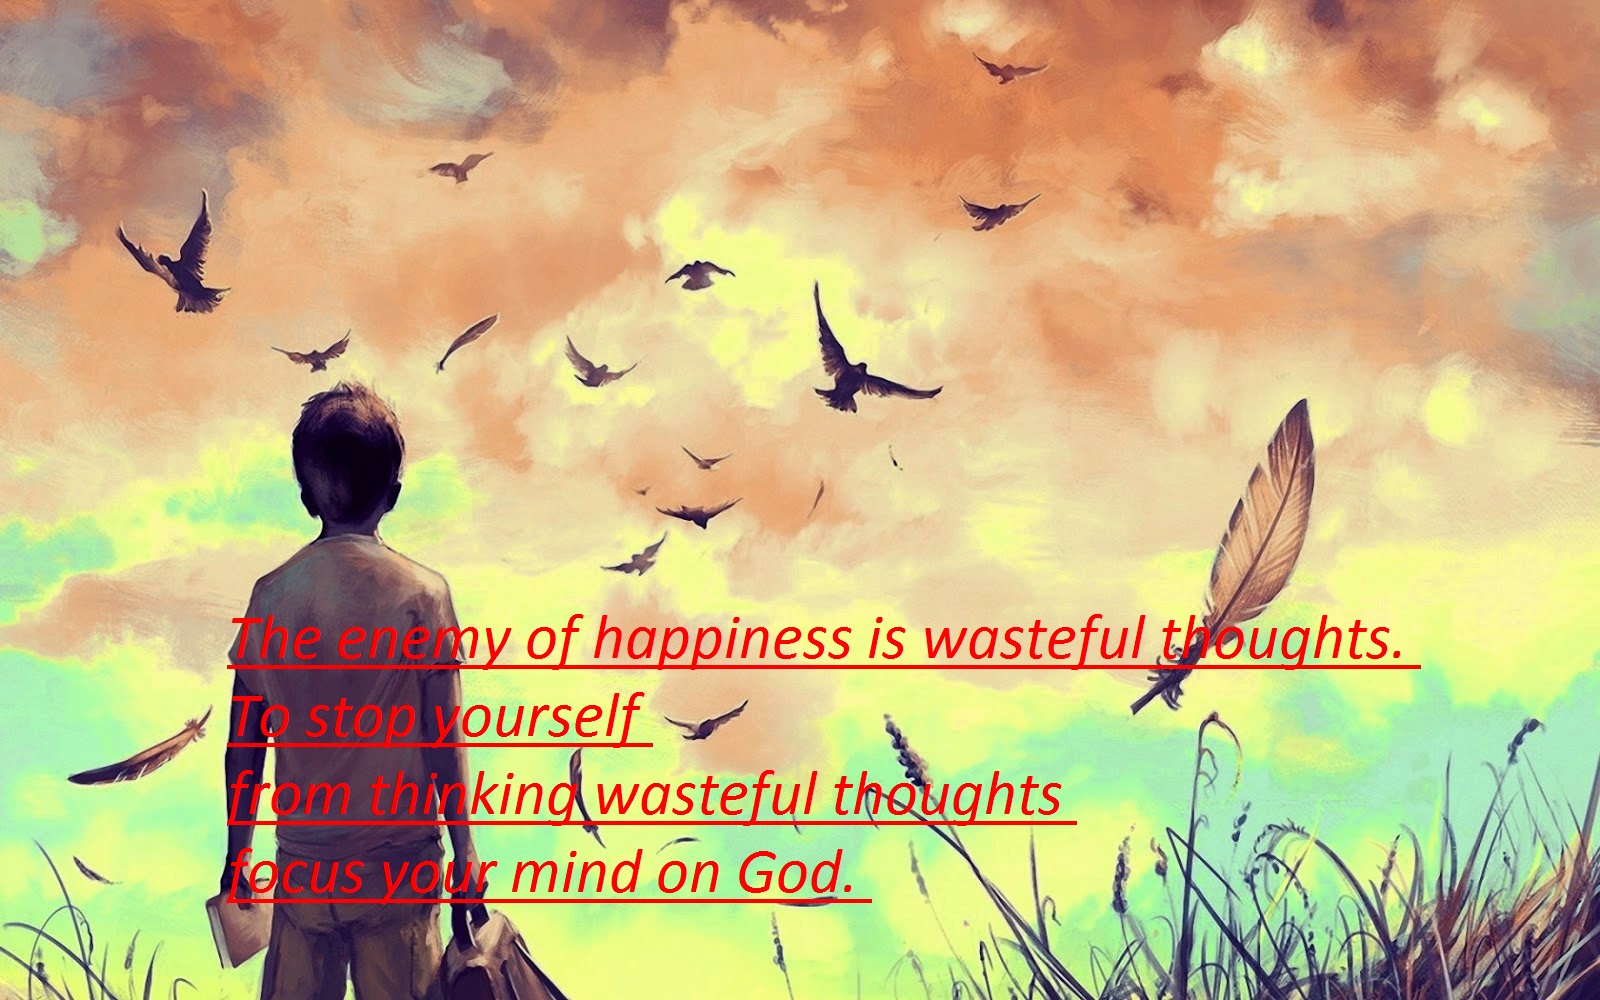 The enemy of happiness is wasteful thoughts.
To stop yourself
from thinking wasteful thoughts
focus your mind on God.